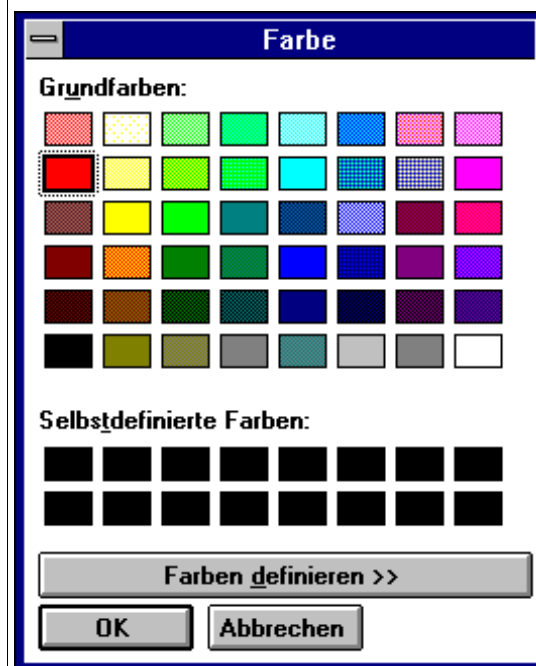 Farbe
Grundfarben:
Selbstdefinierte Farben:
Farben definieren >>
OK
Abbrechen